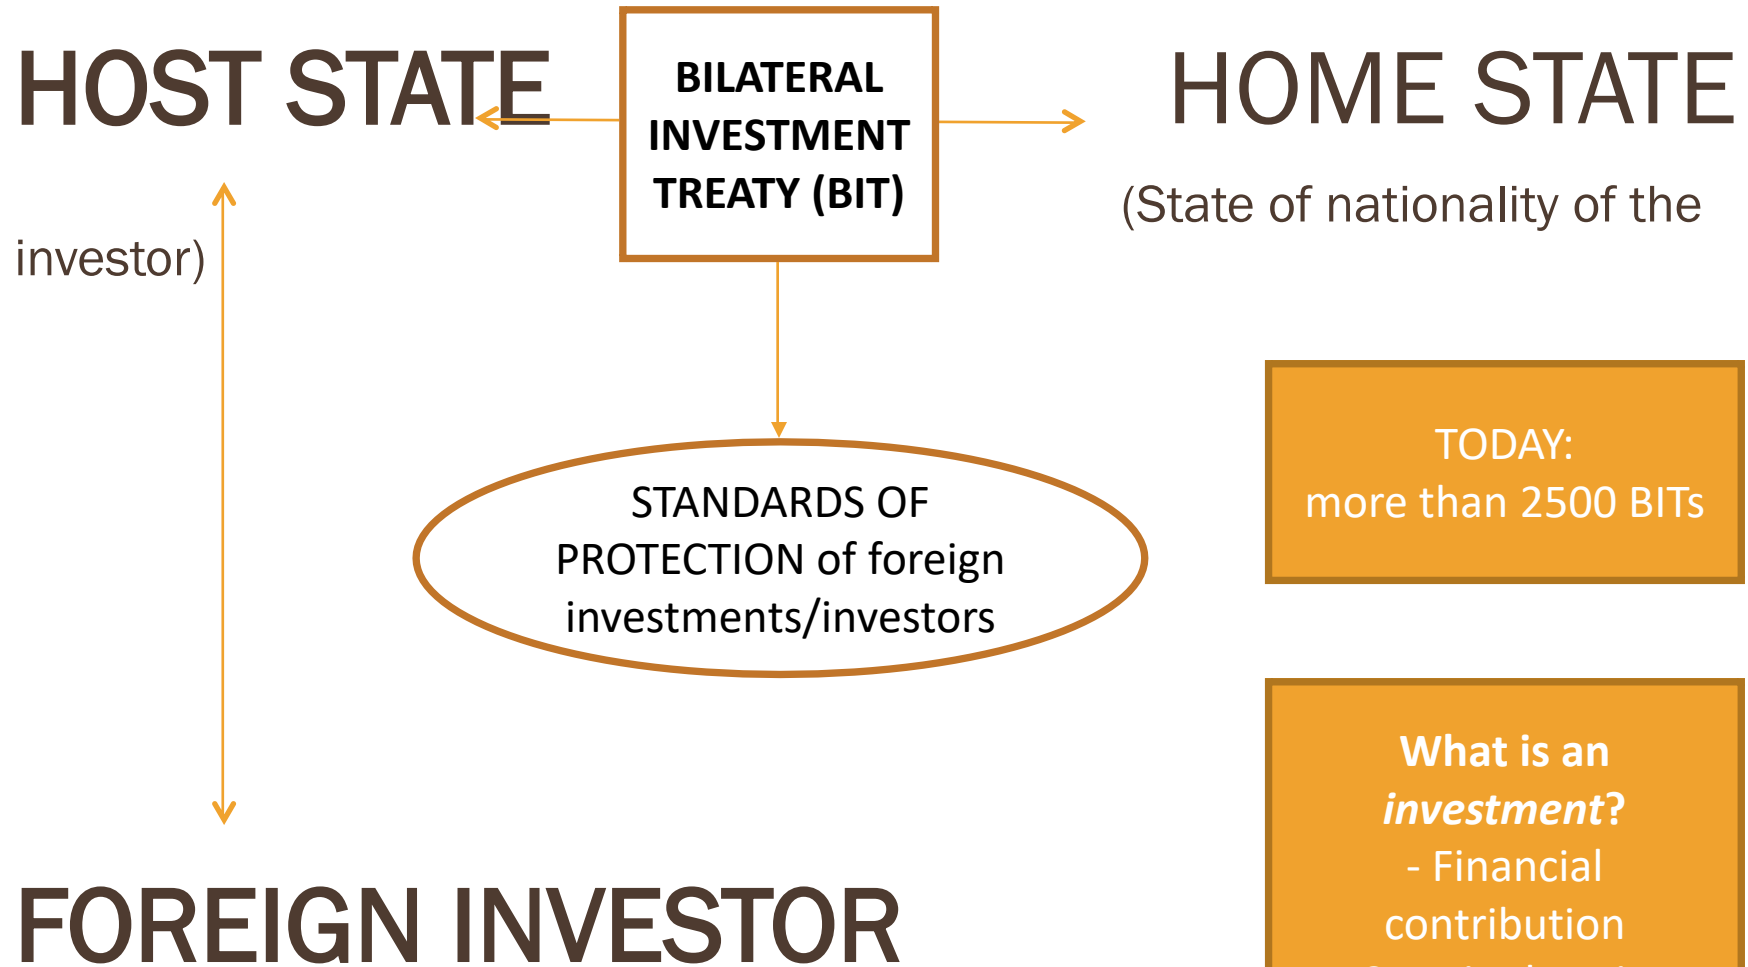 HOST STATE
BILATERAL
INVESTMENT
TREATY (BIT)
HOME STATE
(State of nationality of the
investor)
STANDARDS OF
PROTECTION of foreign
investments/investors
TODAY:
more than 2500 BITs
What is an
investment?
- Financial
contribution
FOREIGN INVESTOR